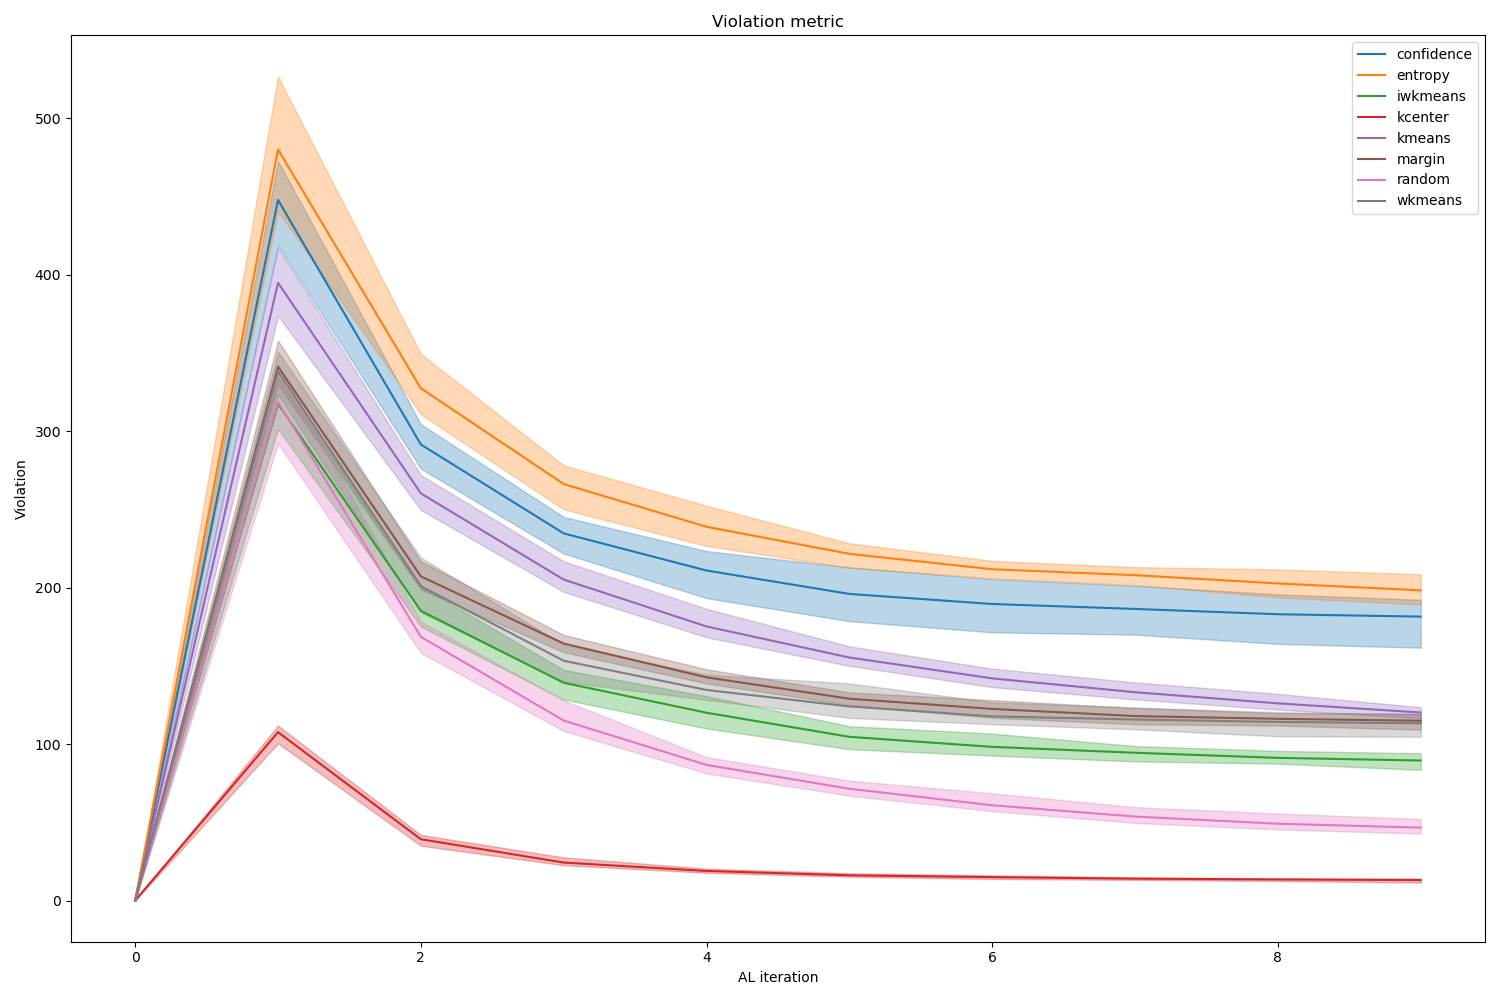 Violation metric
confidence
entropy
iwkmeans
kcenter
kmeans
margin
random
wkmeans
500
400
300
200
100
0
Violation
0 2 4 6 8
AL iteration